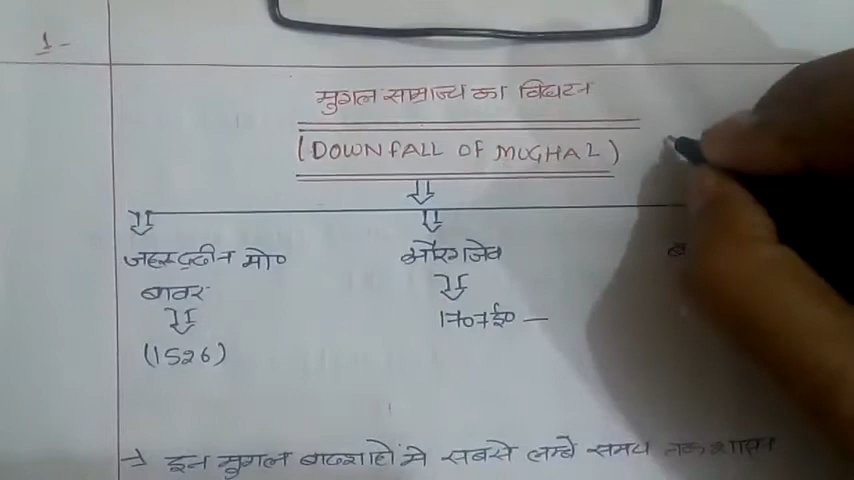 1-
मुगल साम्राज्य का विघटन
(DOWNFALL OF MUGHAL)
जहरुद्दीन मो० औरंगजेव
बावर
1707ई० —
(1526)
→ इन मुगल बादशाहों मे सबसे लम्बे समय तक शासन